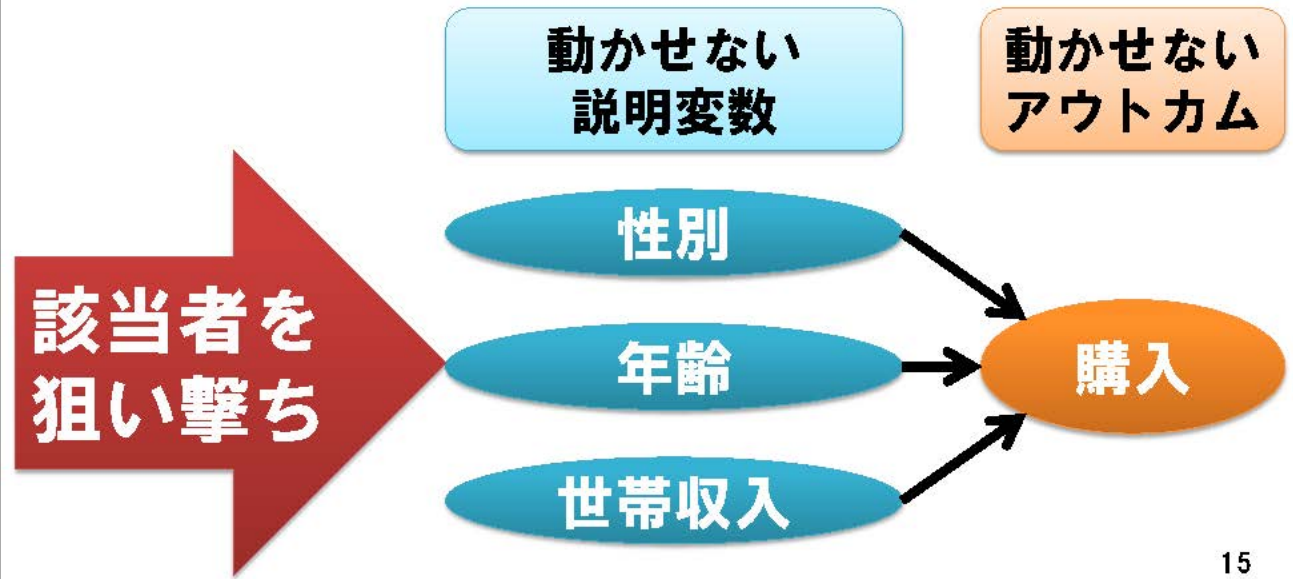 動かせない
説明変数
動かせない
アウトカム
該当者を
狙い撃ち
性別
年齢
世帯収入
購入
15